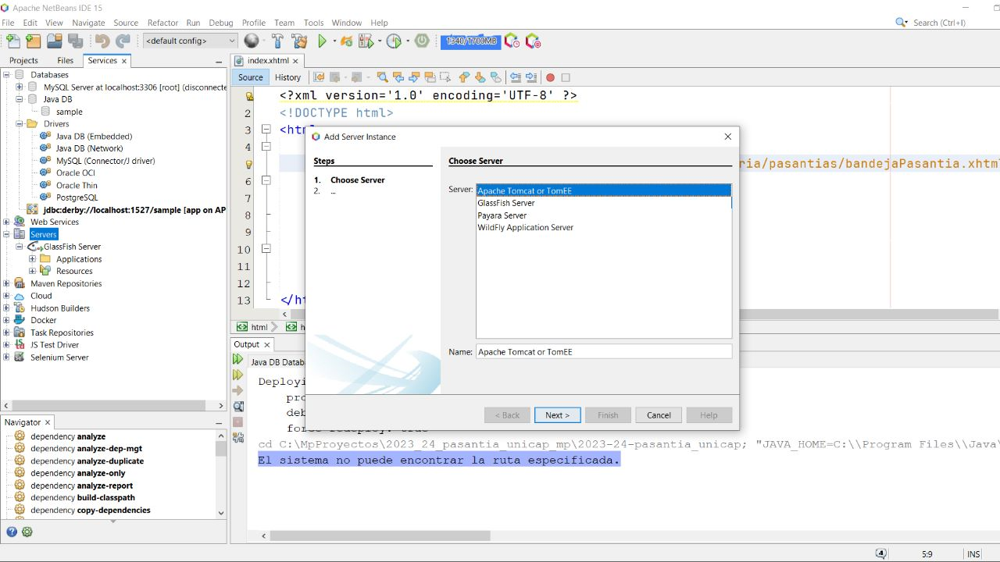 Apache NetBeans IDE 15
File Edit View Navigate Source Refactor Run Debug Profile Team Tools Window Help
Search (Ctrl+I)
<default config>
1340/1700MB
Projects Files Services
Databases
MySQL Server at localhost:3306 [root] (disconnecte
Java DB
sample
Drivers
Java DB (Embedded)
Java DB (Network)
MySQL (Connector/J driver)
Oracle OCI
Oracle Thin
PostgreSQL
jdbc:derby://localhost:1527/sample [app on AP
Web Services
Servers
GlassFish Server
Applications
Resources
Maven Repositories
Cloud
Hudson Builders
Docker
Task Repositories
JS Test Driver
Selenium Server
Navigator
dependency analyze
dependency analyze-dep-mgt
dependency analyze-duplicate
dependency analyze-only
dependency analyze-report
dependency build-classpath
dependency copy-dependencies
index.xhtml
Source History
<?xml version='1.0' encoding='UTF-8' ?>
2 <!DOCTYPE html>
3 <html
4
ria/pasantias/bandejaPasantia.xhtml
6
7
8
9
10
11
12
13 </ht
html h
Add Server Instance
Steps
1. Choose Server
2. ...
Choose Server
Server:
Apache Tomcat or TomEE
GlassFish Server
Payara Server
WildFly Application Server
Name: Apache Tomcat or TomEE
< Back Next > Finish Cancel Help
Output
Java DB Datab
Deployi
pro
deb
force redeploy: true
cd C:\MpProyectos\2023_24_pasantia_unicap_mp\2023-24-pasantia_unicap; "JAVA_HOME=C:\\Program Files\\Java\
El sistema no puede encontrar la ruta especificada.
4
5:9 INS